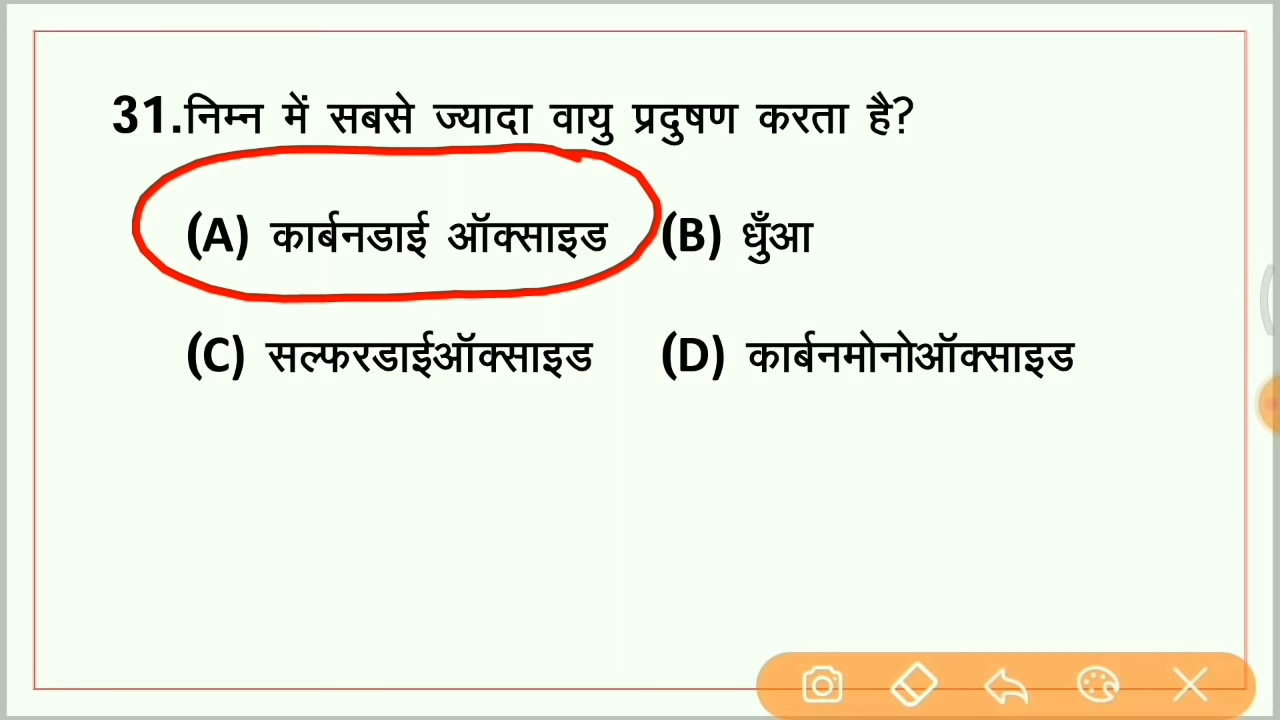 31.निम्न में सबसे ज्यादा वायु प्रदुषण करता है?
(A) कार्बनडाई ऑक्साइड (B) धुँआ
(C) सल्फरडाईऑक्साइड (D) कार्बनमोनोऑक्साइड